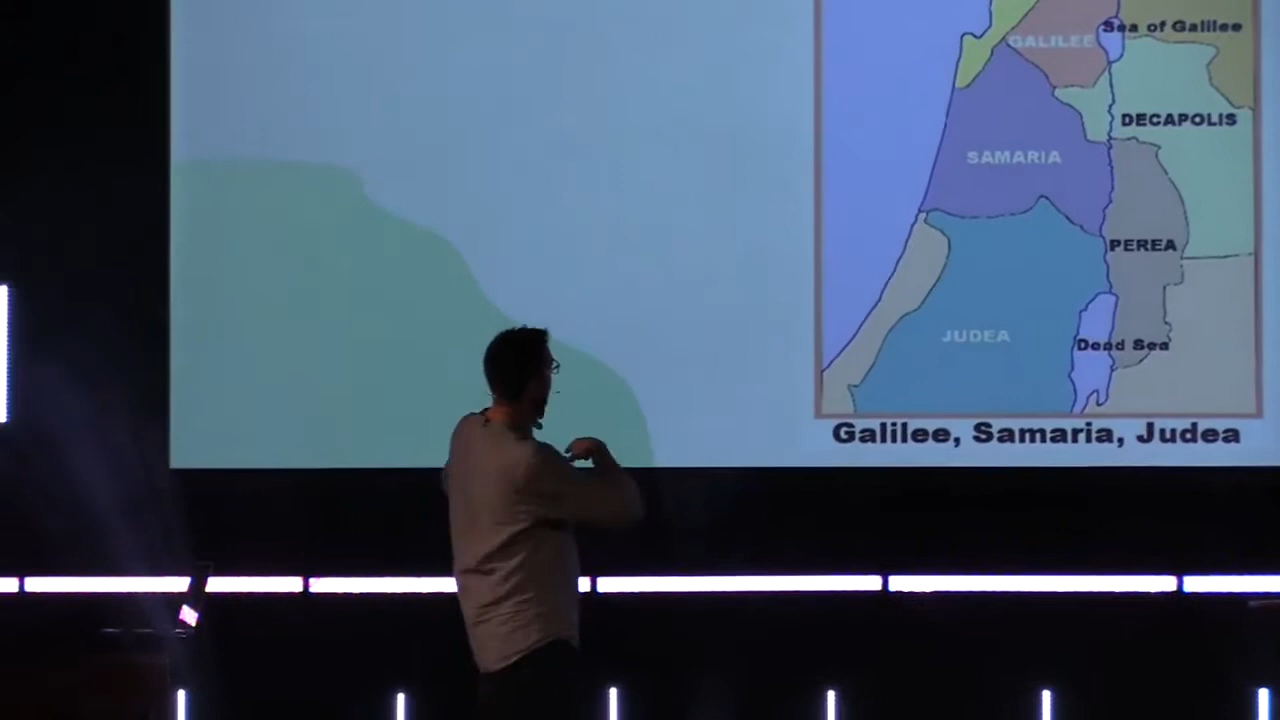 Sea of Galilee
GALILEE
DECAPOLIS
SAMARIA
PEREA
JUDEA
Dead Sea
Galilee, Samaria, Judea